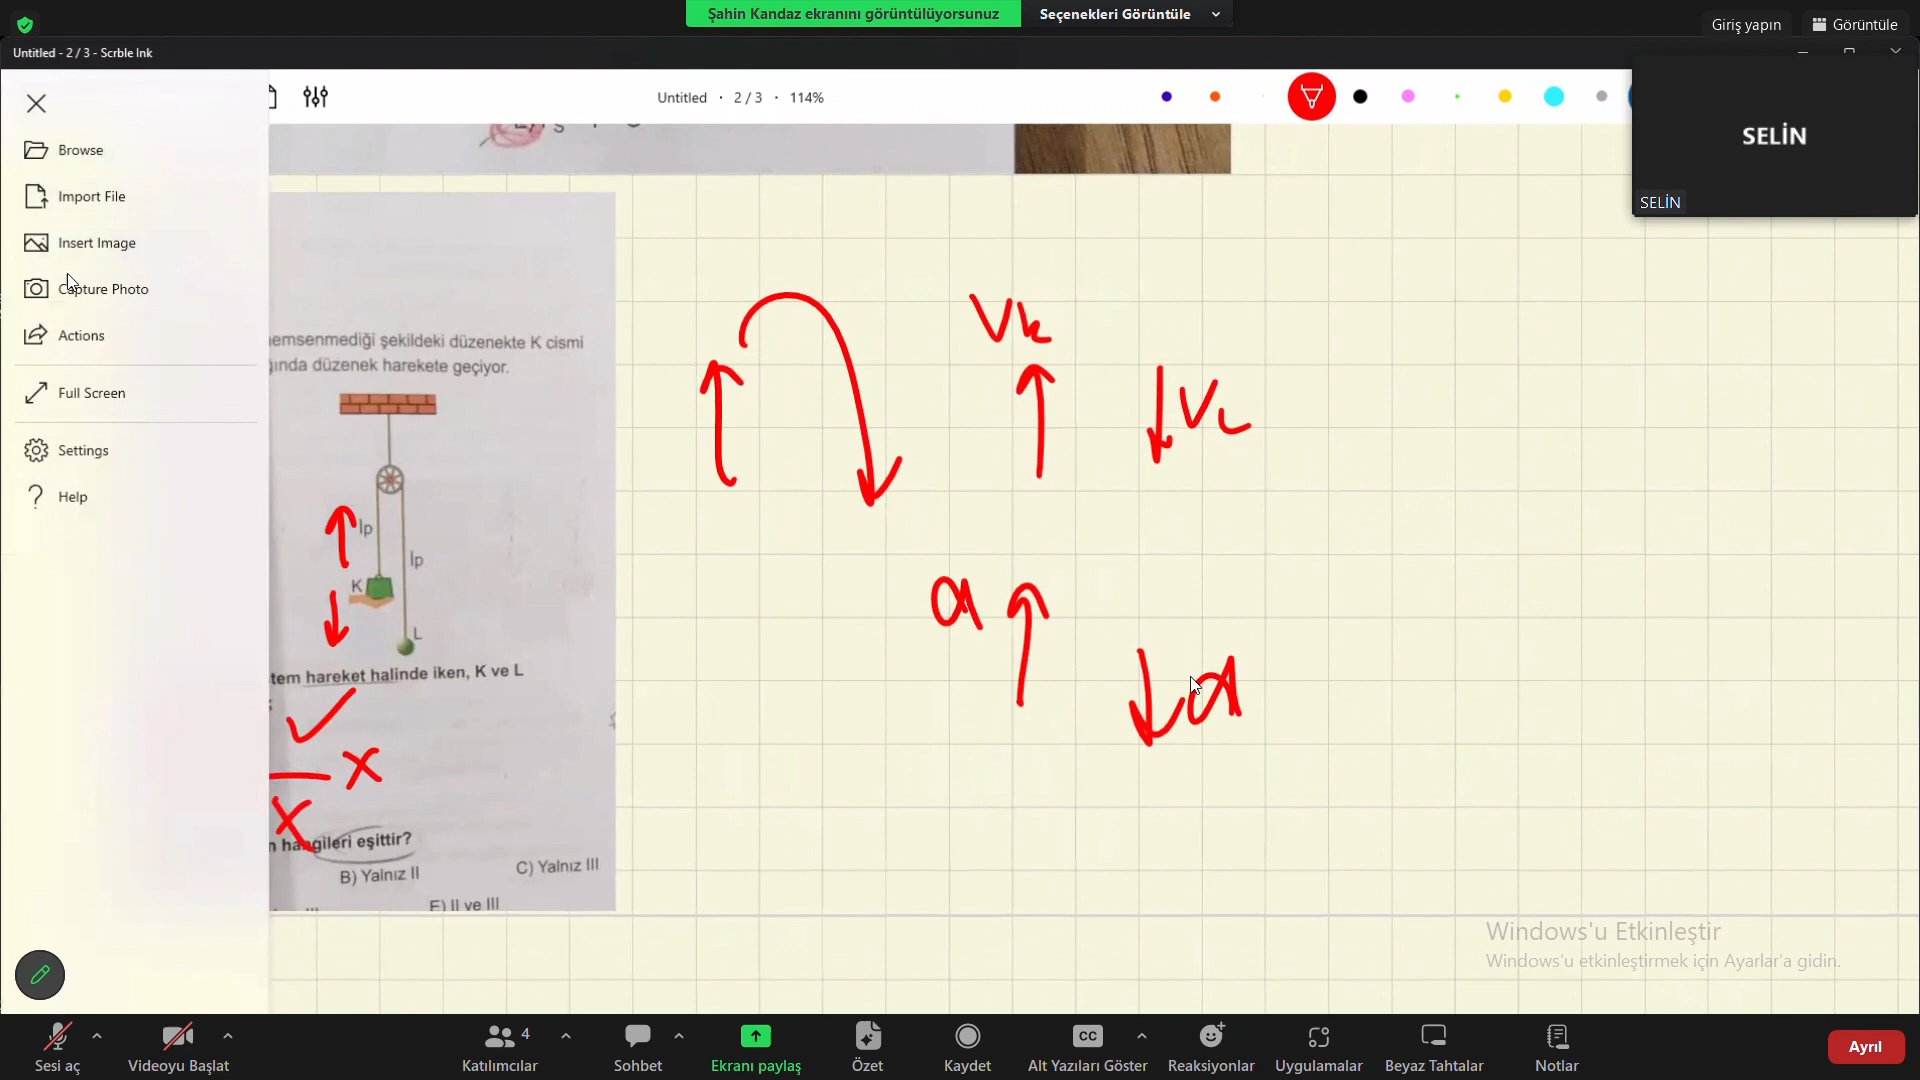 Şahin Kandaz ekranını görüntülüyorsunuz
Seçenekleri Görüntüle
Giriş yapın
Görüntüle
Untitled - 2 / 3 - Scrble Ink
Untitled · 2 / 3 · 114%
SELİN
SELİN
Browse
Import File
Insert Image
Capture Photo
Actions
Full Screen
Settings
Help
emsenmediği şekildeki düzenekte K cismi
ında düzenek harekete geçiyor.
İp
İp
K
L
tem hareket halinde iken, K ve L
n hangileri eşittir?
B) Yalnız II
C) Yalnız III
E) II ve III
Vk
VL
a
a
Windows'u Etkinleştir
Windows'u etkinleştirmek için Ayarlar'a gidin.
Sesi aç
Videoyu Başlat
4
Katılımcılar
Sohbet
Ekranı paylaş
Özet
Kaydet
CC
Alt Yazıları Göster
Reaksiyonlar
Uygulamalar
Beyaz Tahtalar
Notlar
Ayrıl